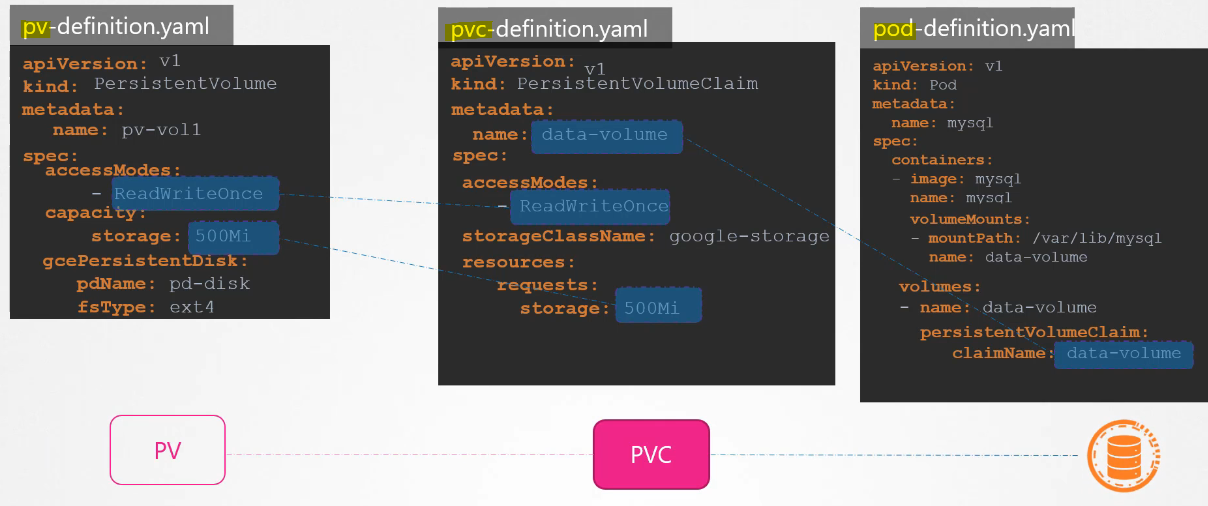 pv-definition.yaml
apiVersion: v1
kind: PersistentVolume
metadata:
name: pv-vol1
spec:
accessModes:
- ReadWriteOnce
capacity:
storage: 500Mi
gcePersistentDisk:
pdName: pd-disk
fsType: ext4
pvc-definition.yaml
apiVersion: v1
kind: PersistentVolumeClaim
metadata:
name: data-volume
spec:
accessModes:
- ReadWriteOnce
storageClassName: google-storage
resources:
requests:
storage: 500Mi
pod-definition.yaml
apiVersion: v1
kind: Pod
metadata:
name: mysql
spec:
containers:
- image: mysql
name: mysql
volumeMounts:
- mountPath: /var/lib/mysql
name: data-volume
volumes:
- name: data-volume
persistentVolumeClaim:
claimName: data-volume
PV
PVC